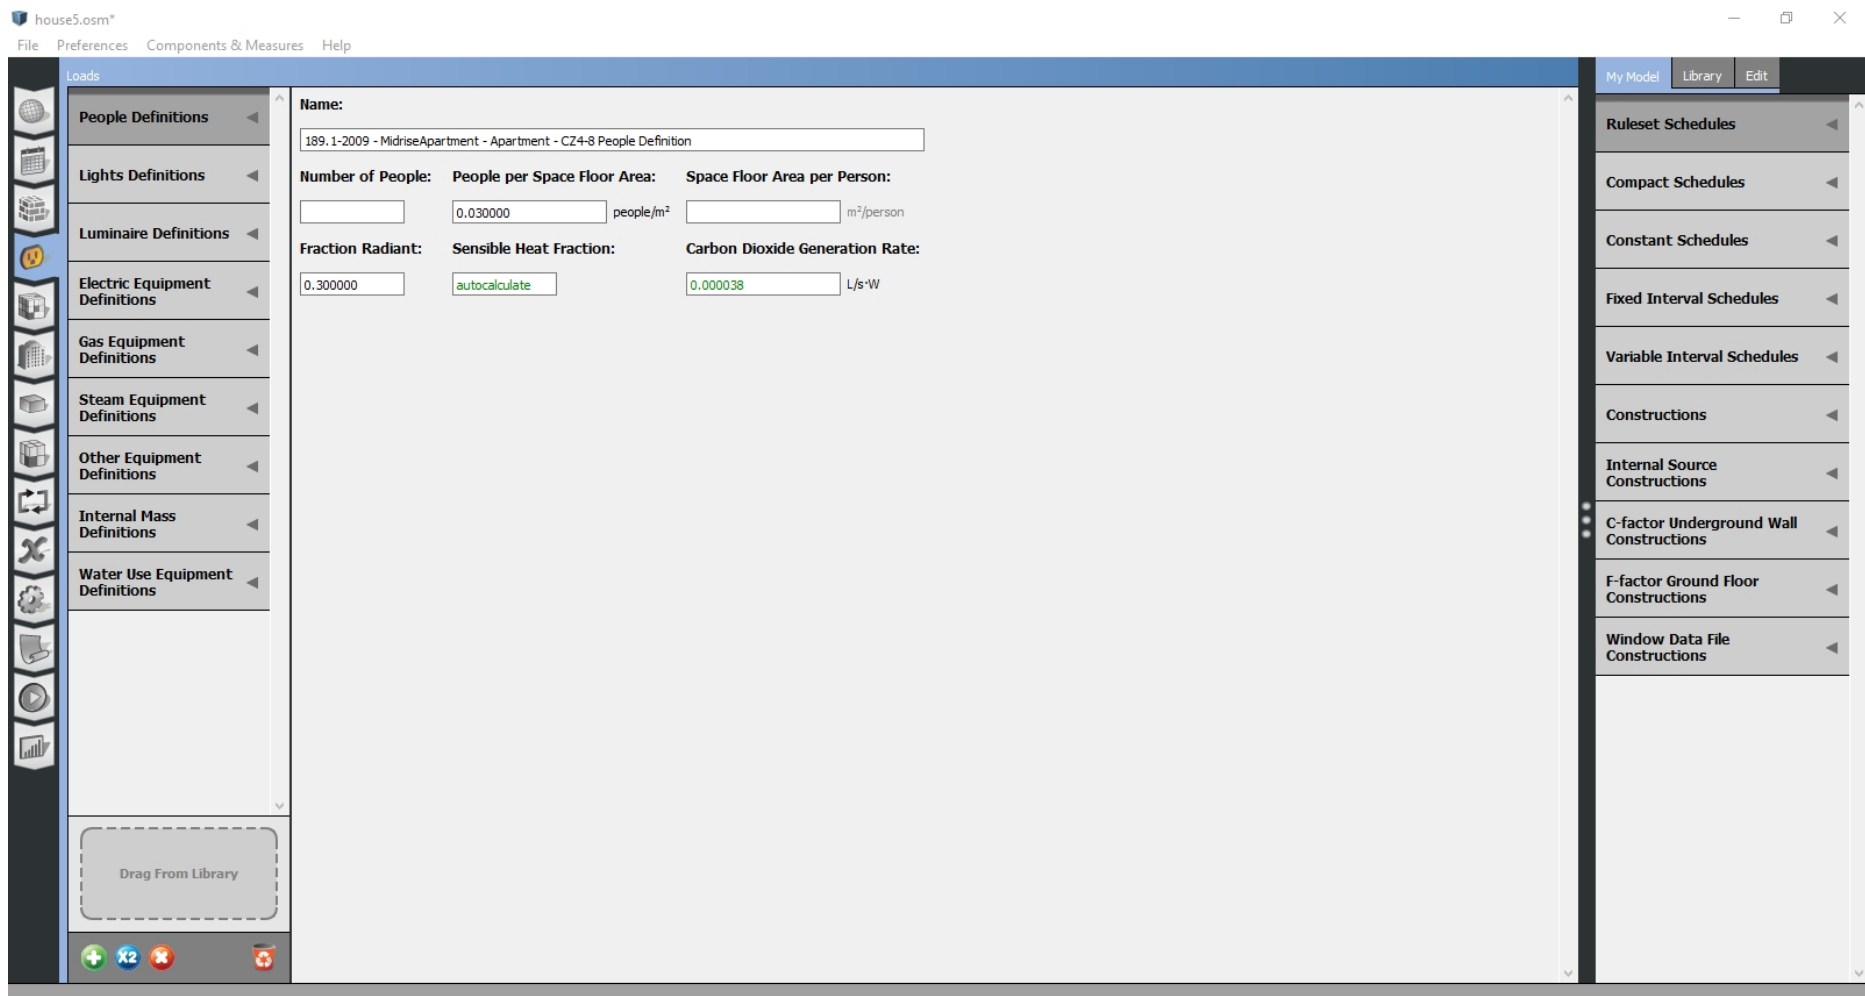 house5.osm*
File Preferences Components & Measures Help
Loads
My Model Library Edit
People Definitions
Lights Definitions
Luminaire Definitions
Electric Equipment
Definitions
Gas Equipment
Definitions
Steam Equipment
Definitions
Other Equipment
Definitions
Internal Mass
Definitions
Water Use Equipment
Definitions
Drag From Library
X2
Name:
189.1-2009 - MidriseApartment - Apartment - CZ4-8 People Definition
Number of People: People per Space Floor Area: Space Floor Area per Person:
0.030000 people/m² m²/person
Fraction Radiant: Sensible Heat Fraction: Carbon Dioxide Generation Rate:
0.300000 autocalculate 0.000038 L/s·W
Ruleset Schedules
Compact Schedules
Constant Schedules
Fixed Interval Schedules
Variable Interval Schedules
Constructions
Internal Source
Constructions
C-factor Underground Wall
Constructions
F-factor Ground Floor
Constructions
Window Data File
Constructions